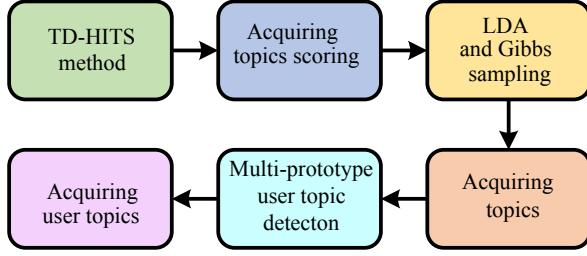 TD-HITS
method
Acquiring
topics scoring
LDA
and Gibbs
sampling
Acquiring
topics
Multi-prototype
user topic
detecton
Acquiring
user topics